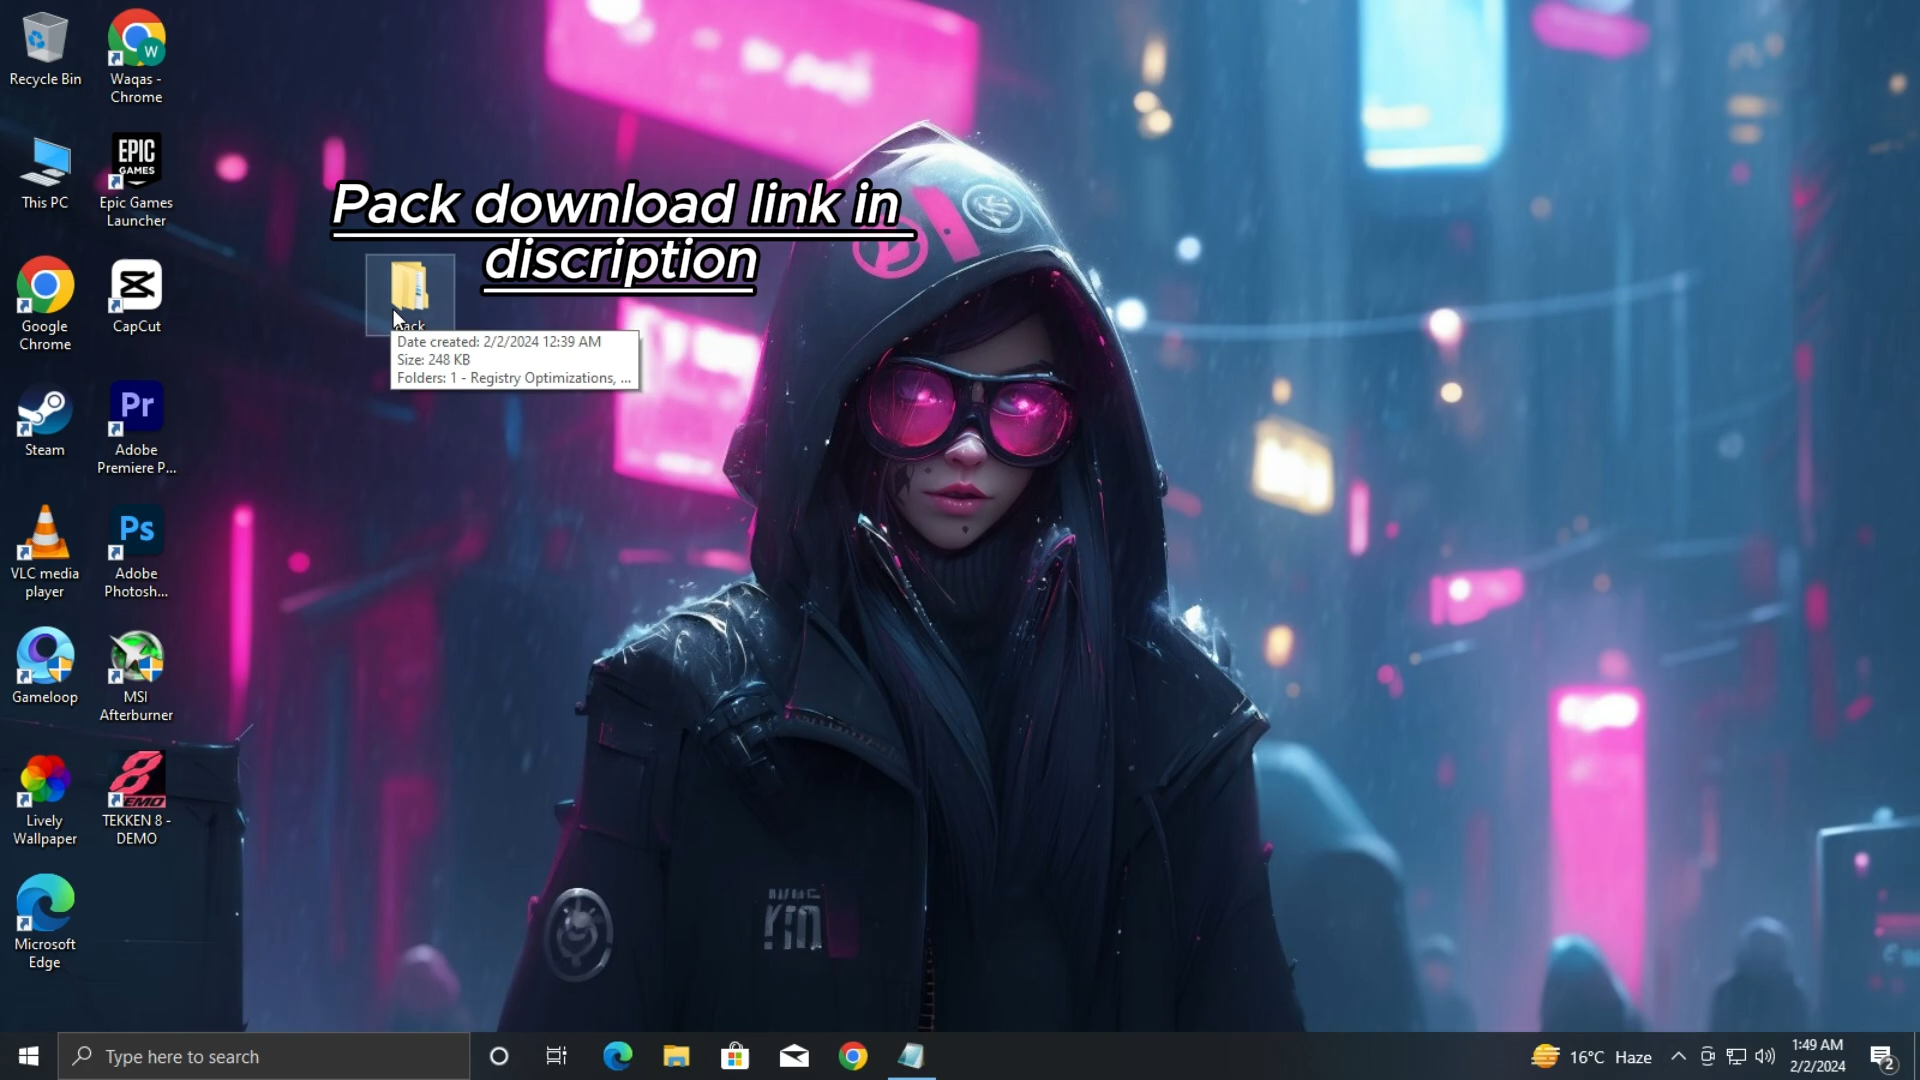 Recycle Bin
Waqas -
Chrome
This PC
EPIC
GAMES
Epic Games
Launcher
Google
Chrome
CapCut
Steam
Pr
Adobe
Premiere P...
VLC media
player
Ps
Adobe
Photosh...
Gameloop
MSI
Afterburner
Lively
Wallpaper
8
TEKKEN 8 -
DEMO
Microsoft
Edge
Pack download link in
discription
Date created: 2/2/2024 12:39 AM
Size: 248 KB
Folders: 1 - Registry Optimizations, ...
Type here to search
16°C Haze
1:49 AM
2/2/2024
2